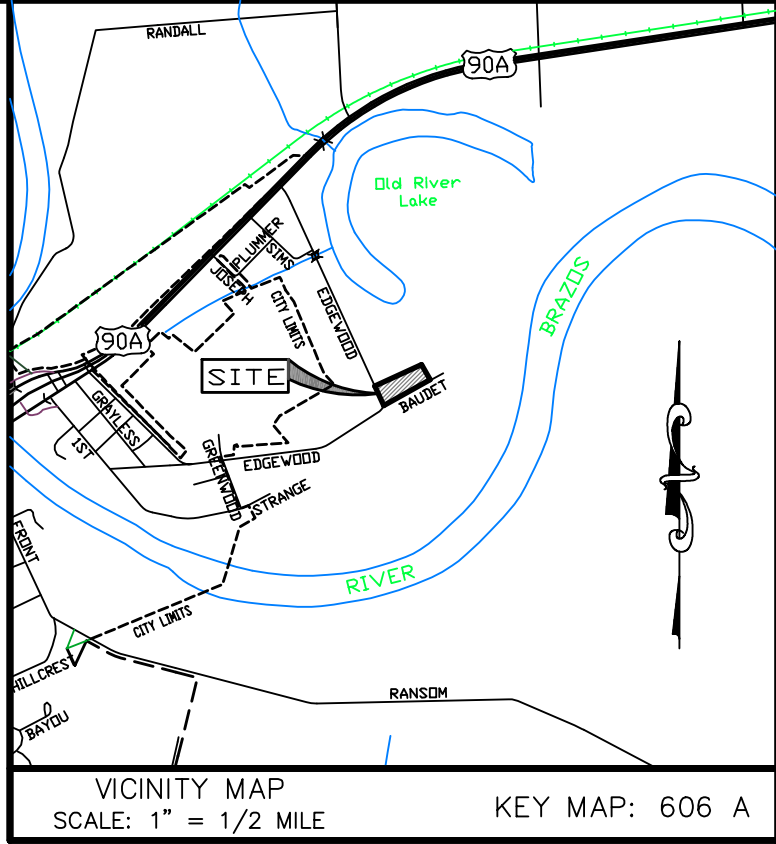 RANDALL
90A
Old River
Lake
PLUMMER
SIMS
JOSEPH
BRAZOS
CITY LIMITS
EDGEWOOD
90A
SITE
BAUDET
GRAYLESS
1ST
GREENWOOD
EDGEWOOD
STRANGE
FRONT
RIVER
CITY LIMITS
HILLCREST
RANSOM
BAYOU
VICINITY MAP
SCALE: 1" = 1/2 MILE
KEY MAP: 606 A